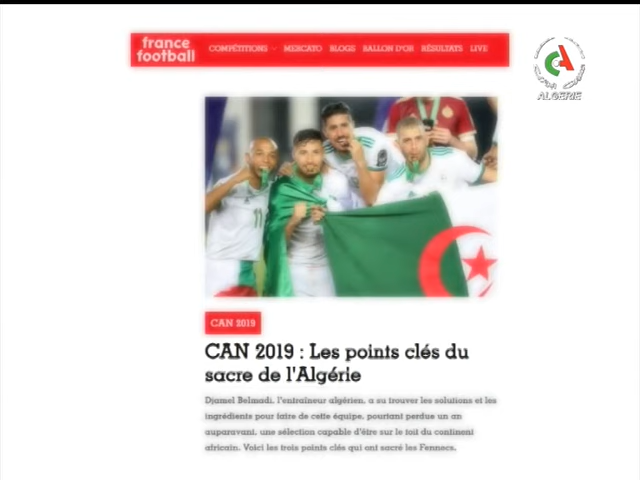 france
football
COMPÉTITIONS MERCATO BLOGS BALLON D'OR RÉSULTATS LIVE
ALGERIE
11
CAN 2019
CAN 2019 : Les points clés du
sacre de l'Algérie
Djamel Belmadi, l'entraîneur algérien, a su trouver les solutions et les
ingrédients pour faire de cette équipe, pourtant perdue un an
auparavant, une sélection capable d'être sur le toit du continent
africain. Voici les trois points clés qui ont sacré les Fennecs.